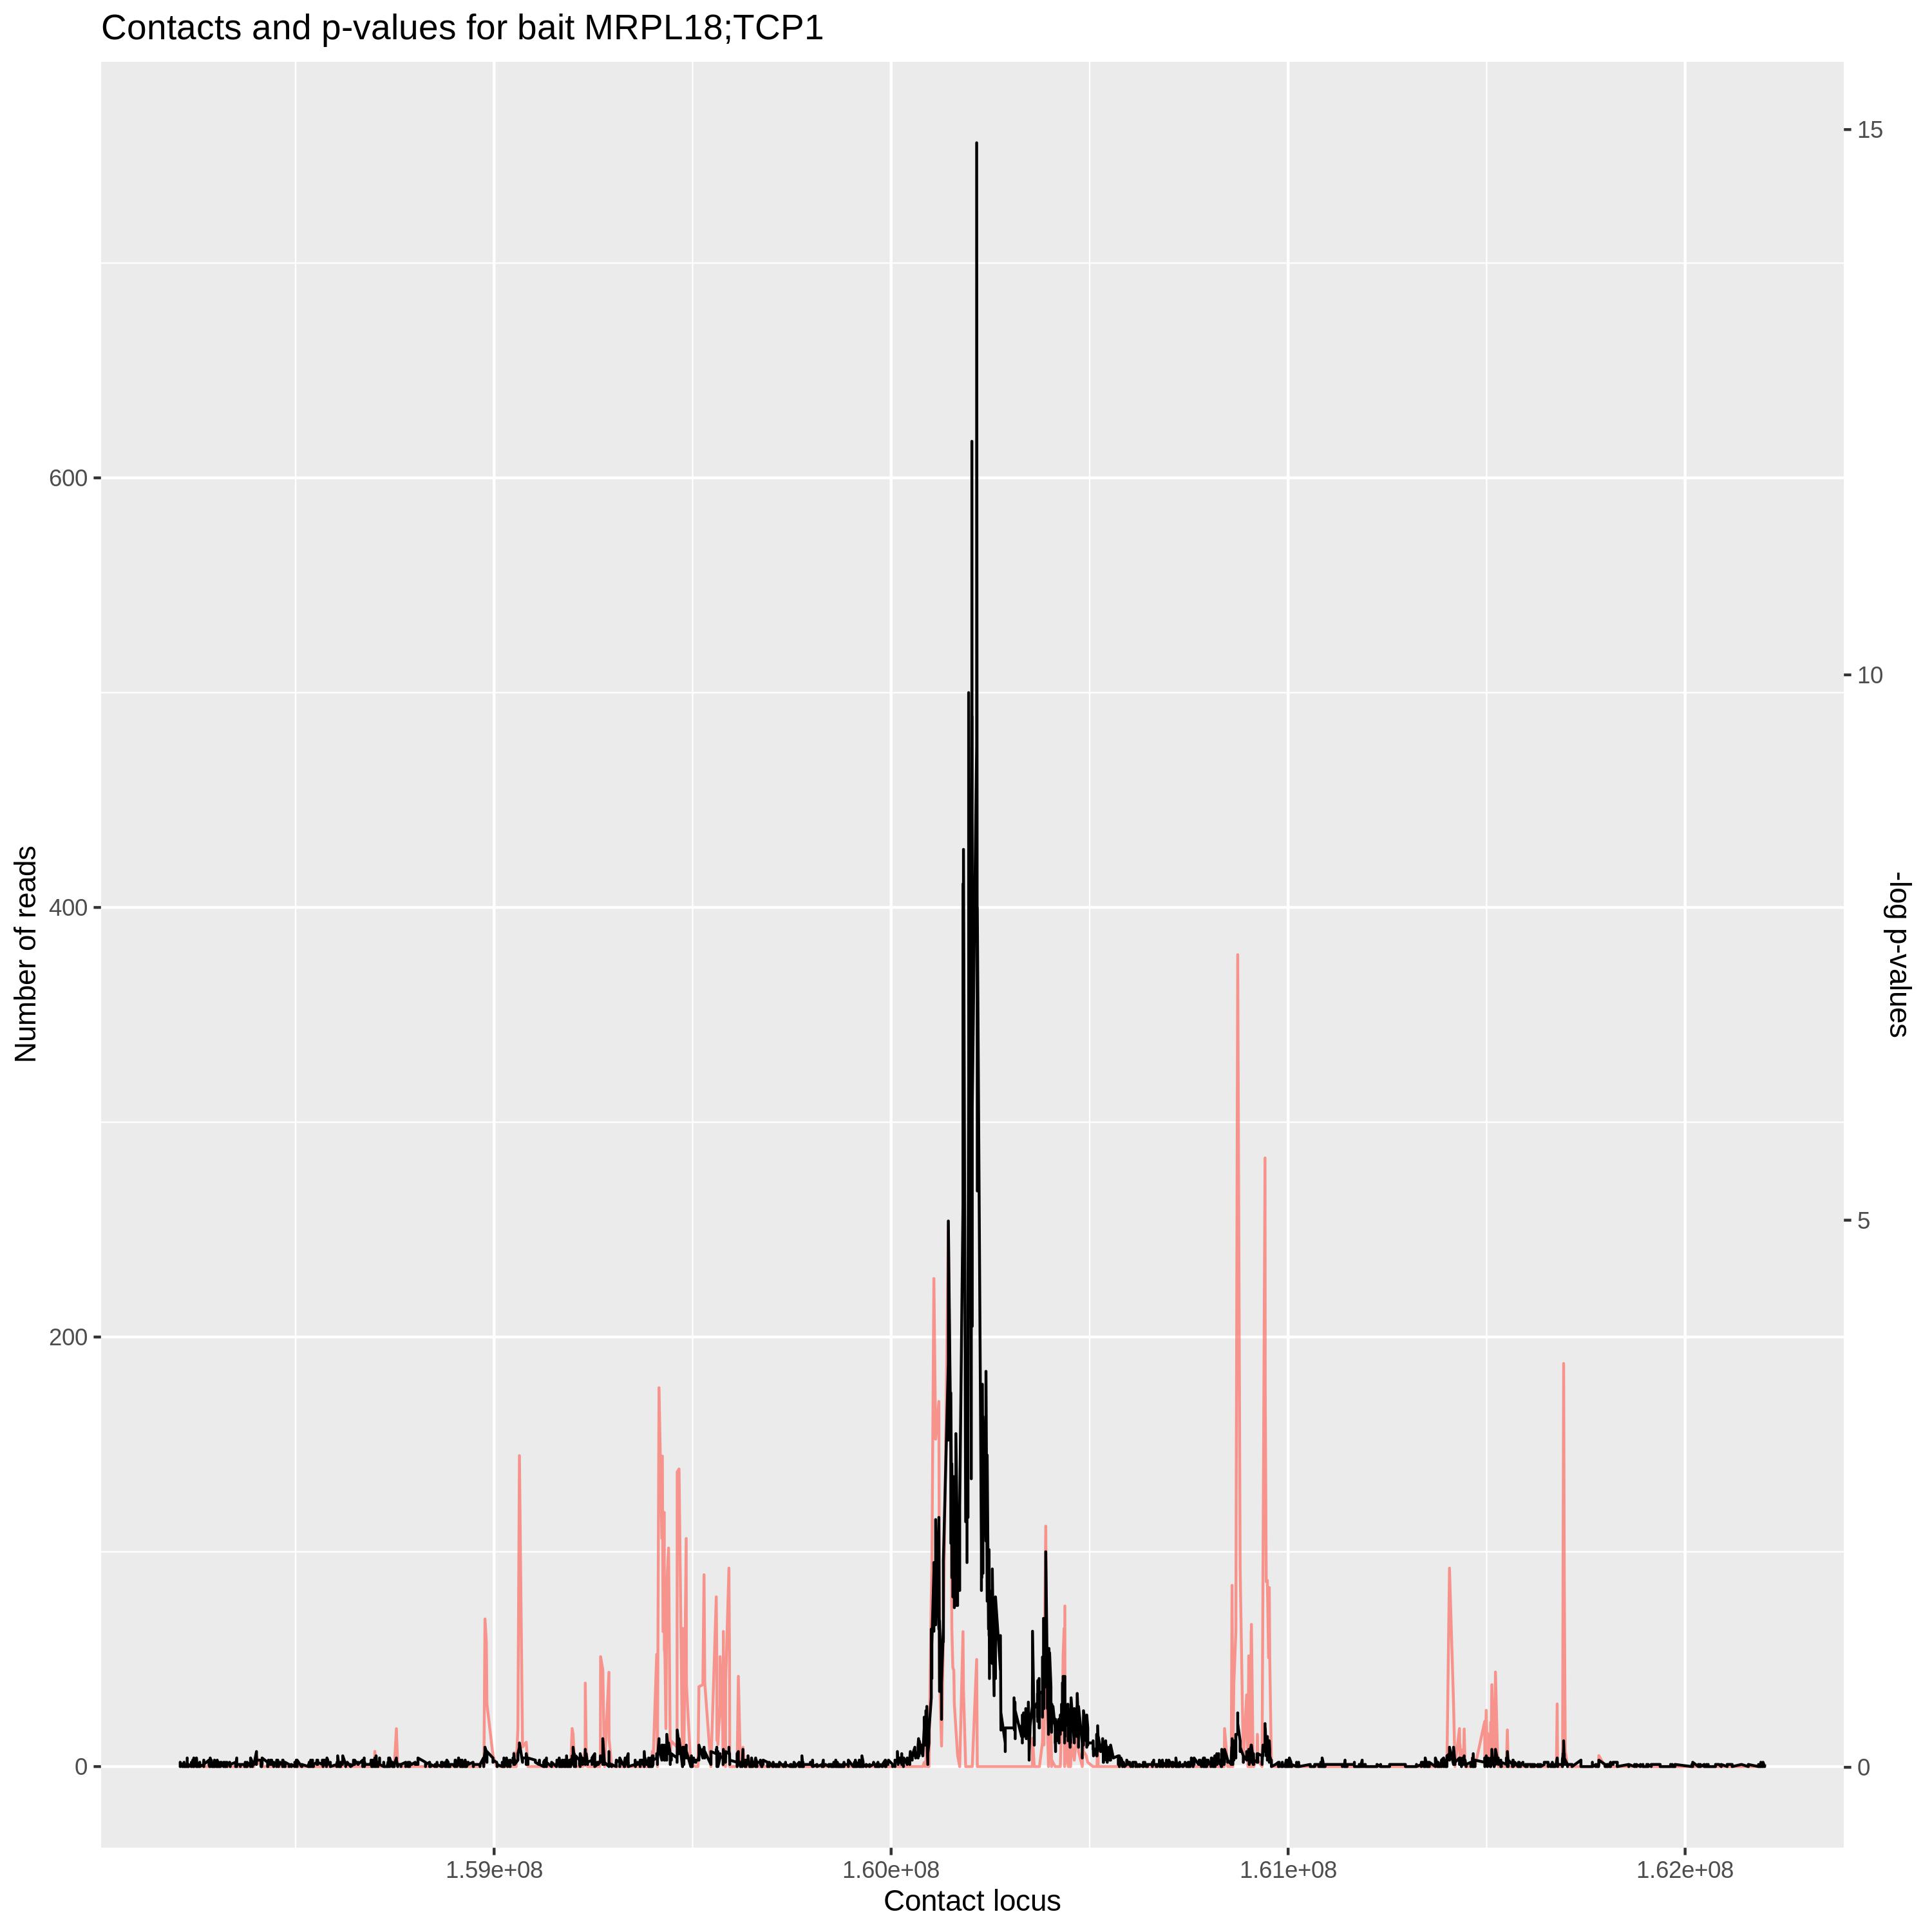 Contacts and p-values for bait MRPL18;TCP1
15
600
10
Number of reads
400
-log p-values
5
200
0
0
1.59e+08
1.60e+08
1.61e+08
1.62e+08
Contact locus